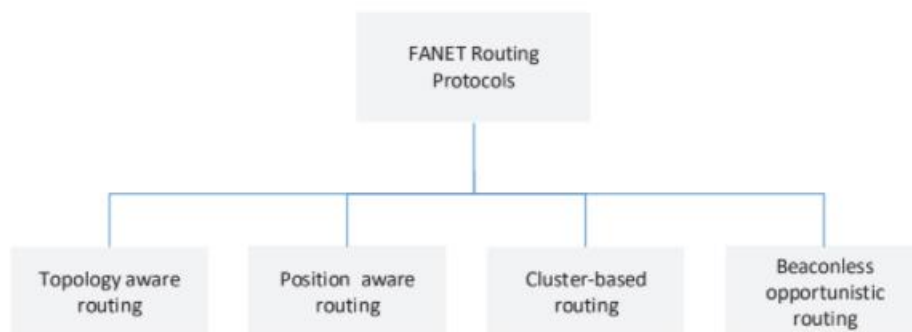 FANET Routing
Protocols
Topology aware
routing
Position aware
routing
Cluster-based
routing
Beaconless
opportunistic
routing